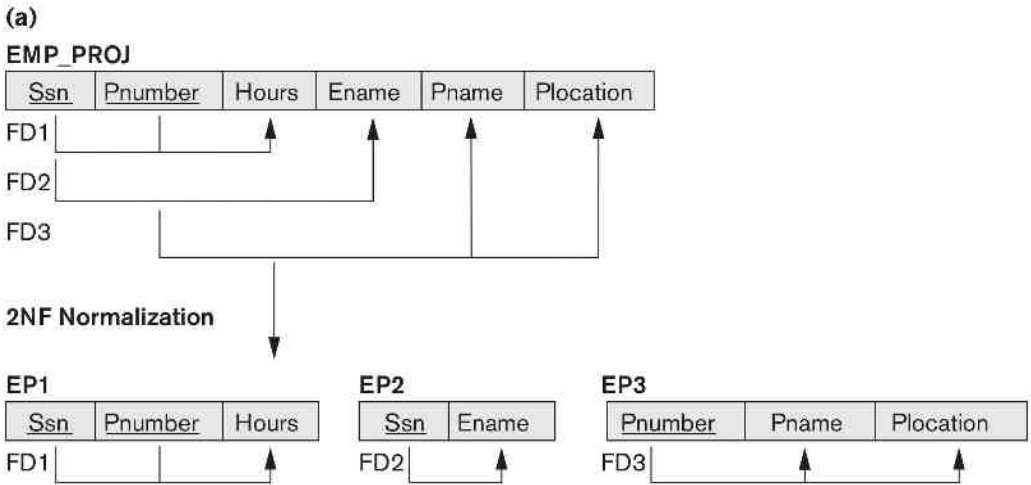 (a)
EMP_PROJ
Ssn Pnumber Hours Ename Pname Plocation
FD1
FD2
FD3
2NF Normalization
EP1 EP2 EP3
Ssn Pnumber Hours Ssn Ename Pnumber Pname Plocation
FD1 FD2 FD3